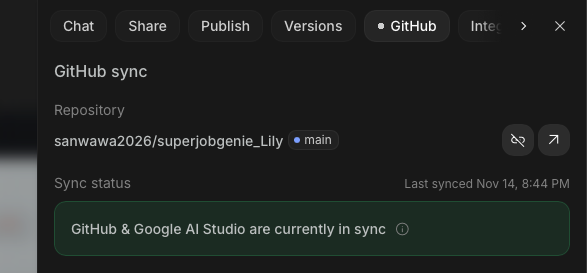 Chat Share Publish Versions GitHub
GitHub sync
Repository
sanwawa2026/superjobgenie_Lily main
Sync status Last synced Nov 14, 8:44 PM
GitHub & Google AI Studio are currently in sync